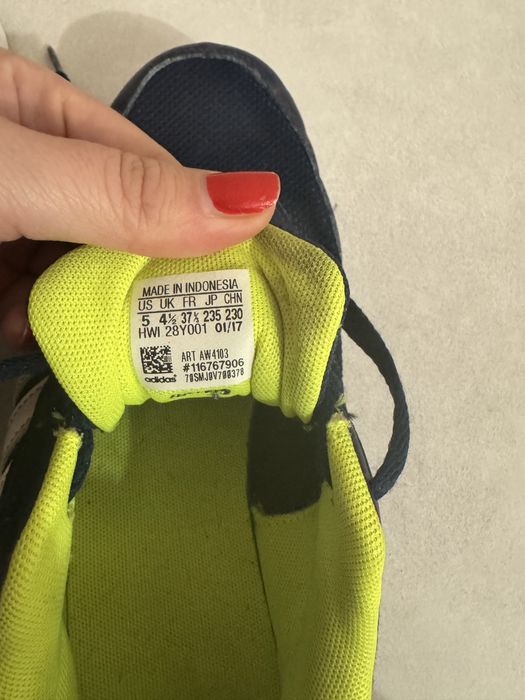 MADE IN INDONESIA
US UK FR JP CHN
5 4½ 37⅓ 235 230
HWI 28Y001 01/17
ART AW4103
#116767906
adidas® 70SMJ0V700378